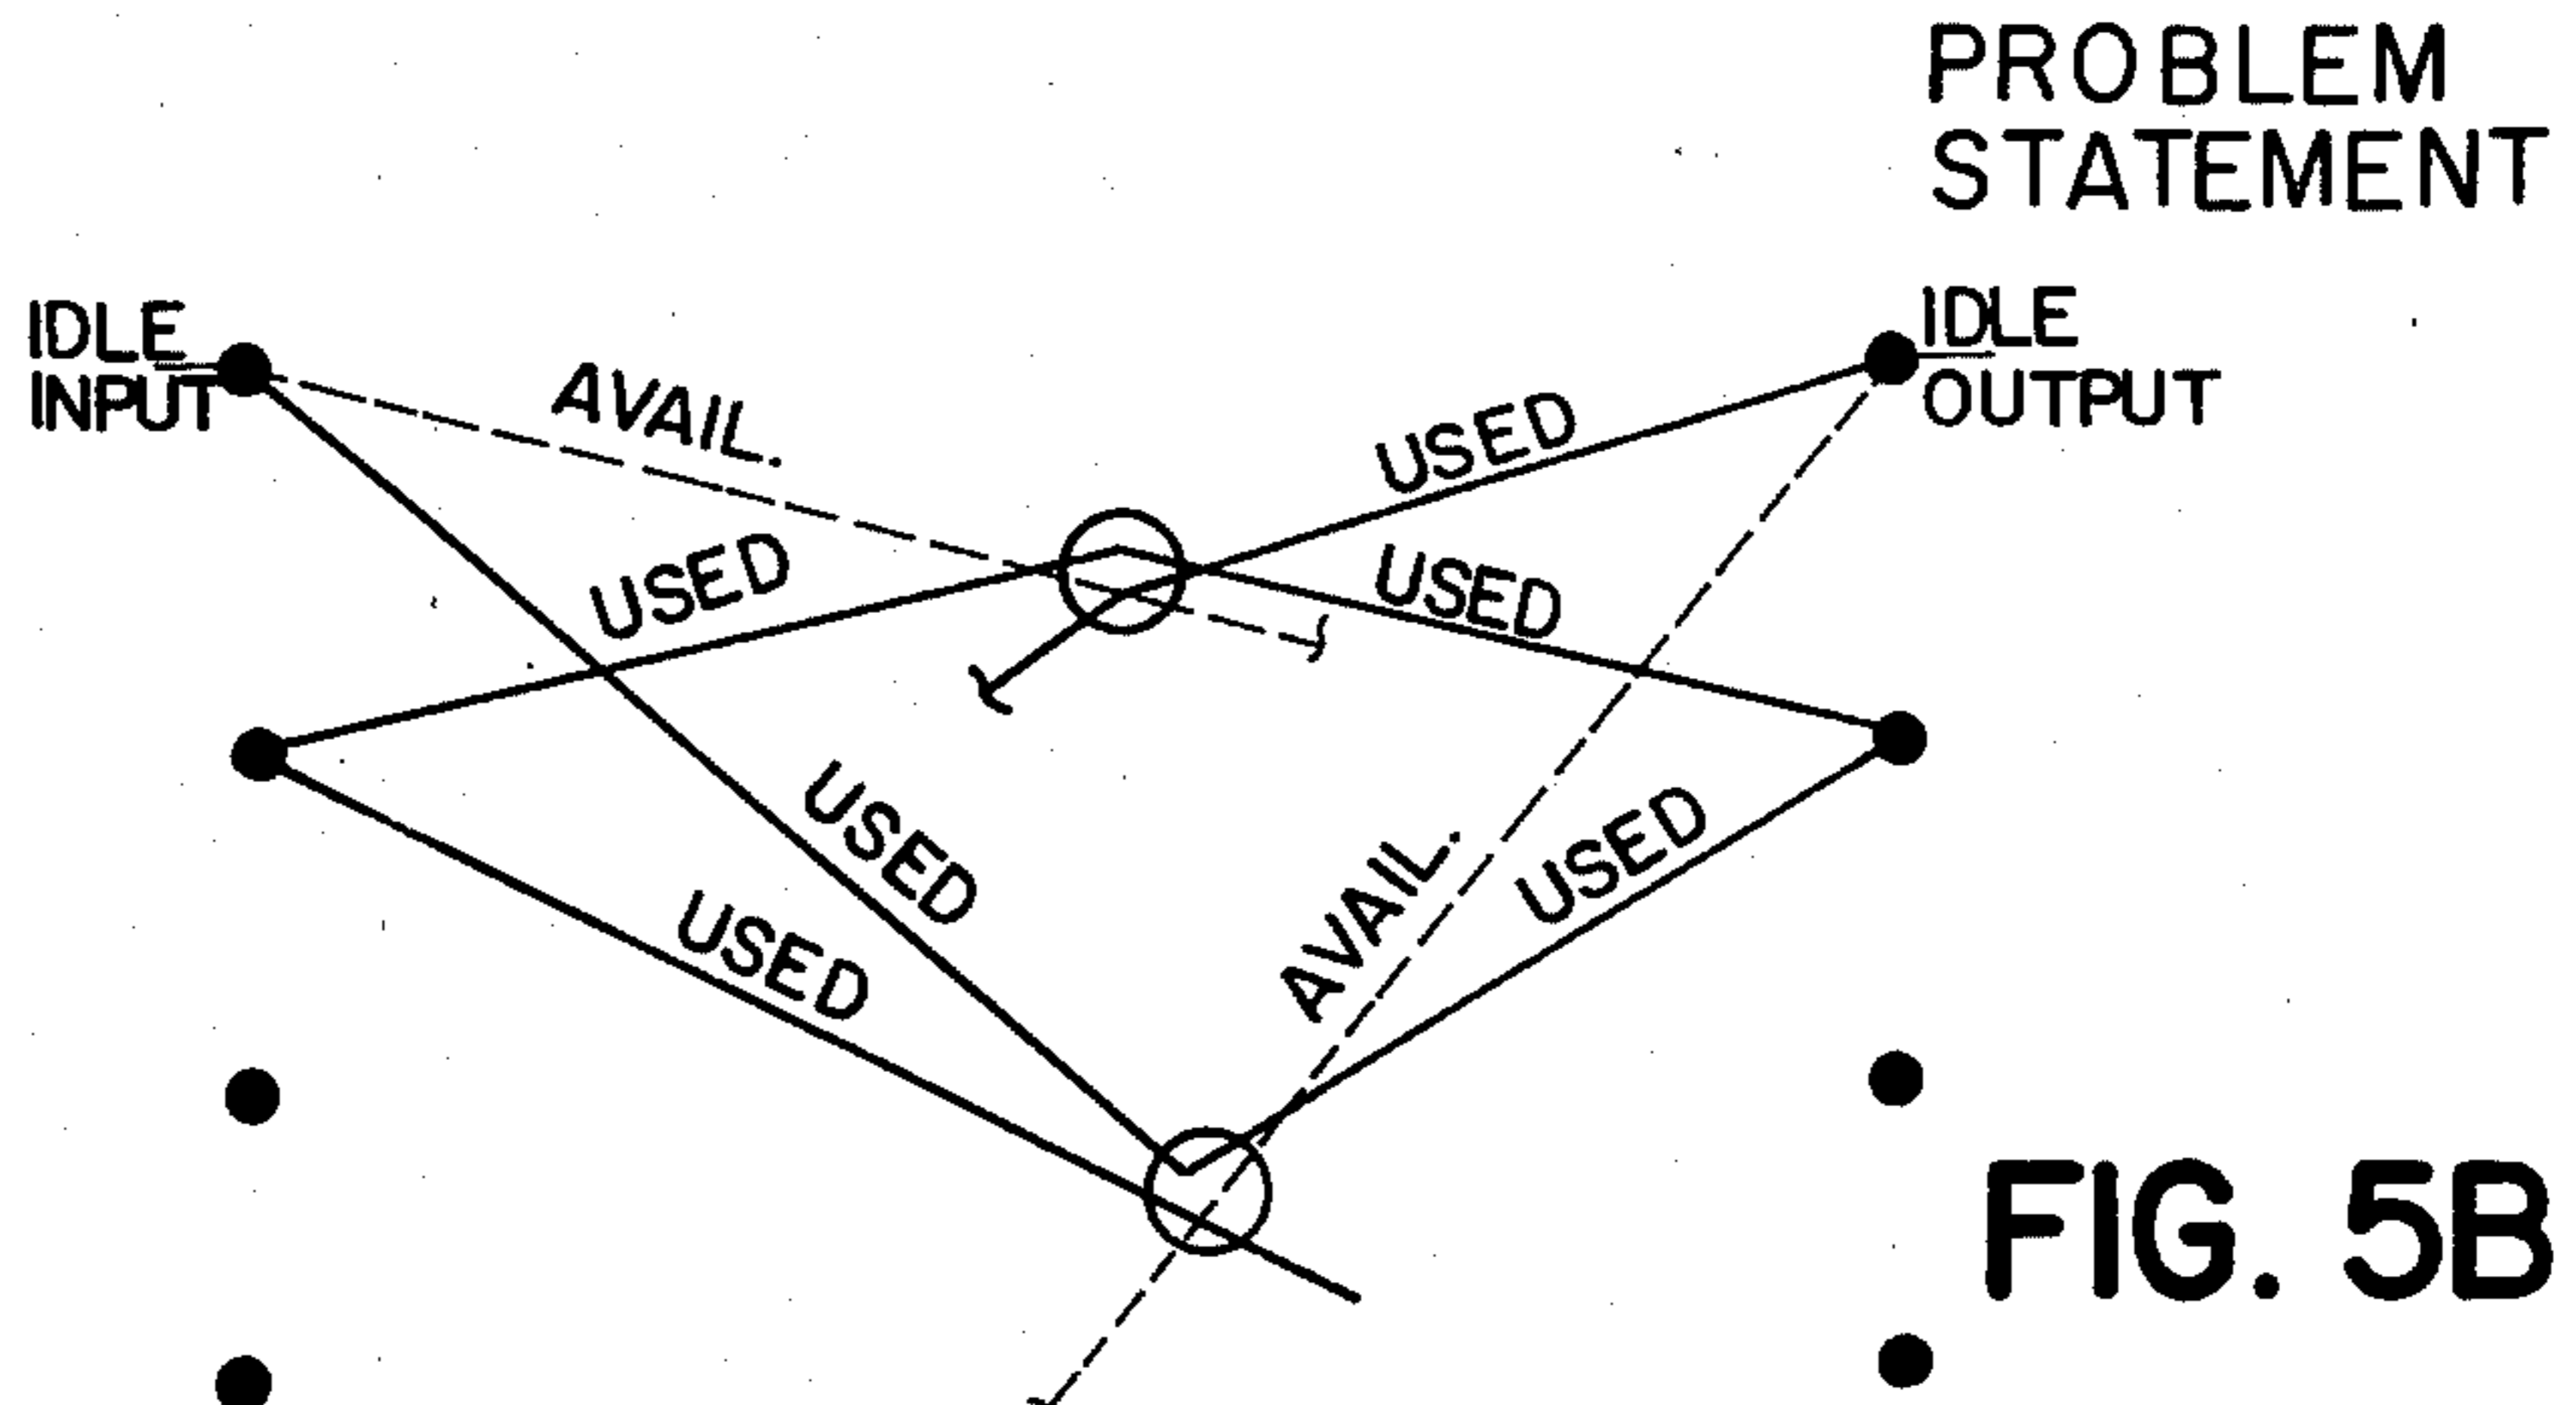 PROBLEM
STATEMENT
IDLE
INPUT
IDLE
OUTPUT
AVAIL.
USED
USED
USED
USED
USED
AVAIL.
USED
FIG. 5B